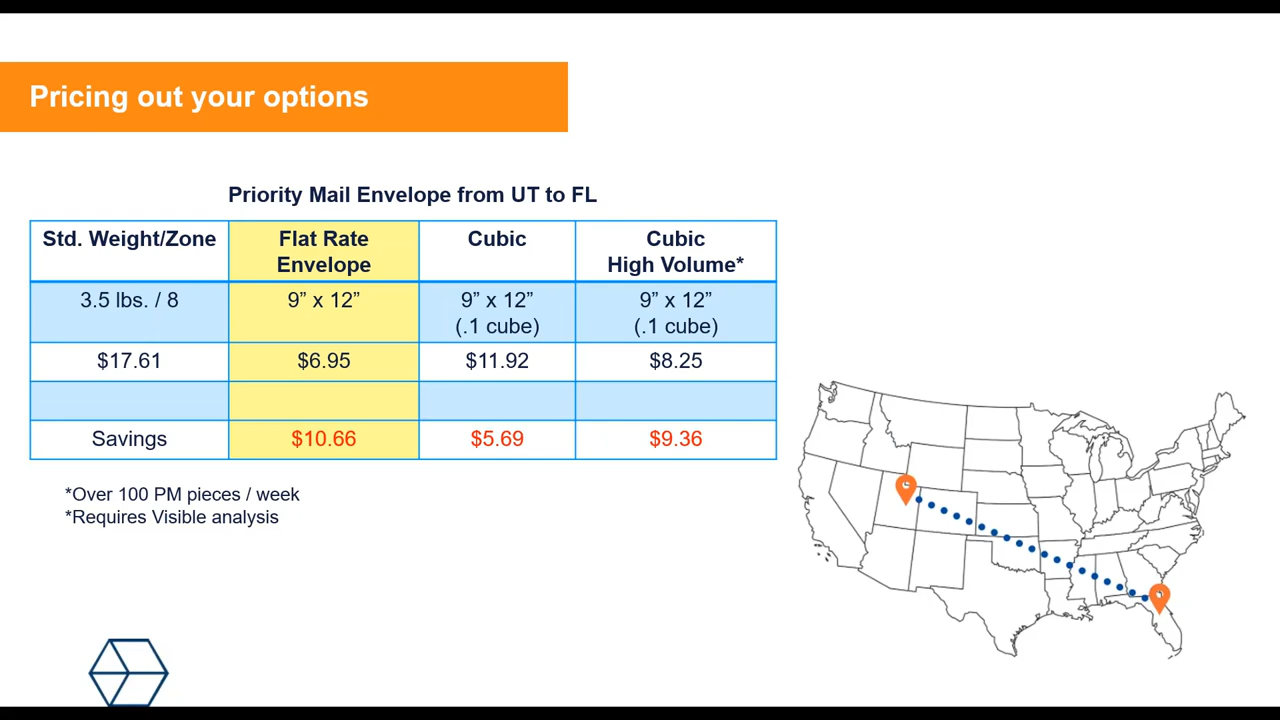 Pricing out your options
Priority Mail Envelope from UT to FL
Std. Weight/Zone
Flat Rate
Envelope
Cubic
Cubic
High Volume*
3.5 lbs. / 8
9” x 12”
9” x 12”
(.1 cube)
9” x 12”
(.1 cube)
$17.61
$6.95
$11.92
$8.25
Savings
$10.66
$5.69
$9.36
*Over 100 PM pieces / week
*Requires Visible analysis